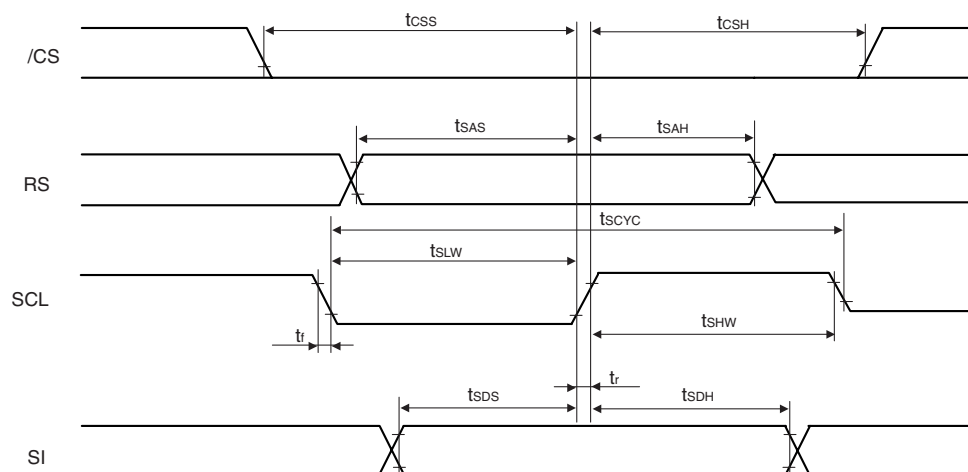 tCSS
tCSH
/CS
tSAS
tSAH
RS
tSCYC
tSLW
SCL
tSHW
tf
tr
tSDS
tSDH
SI